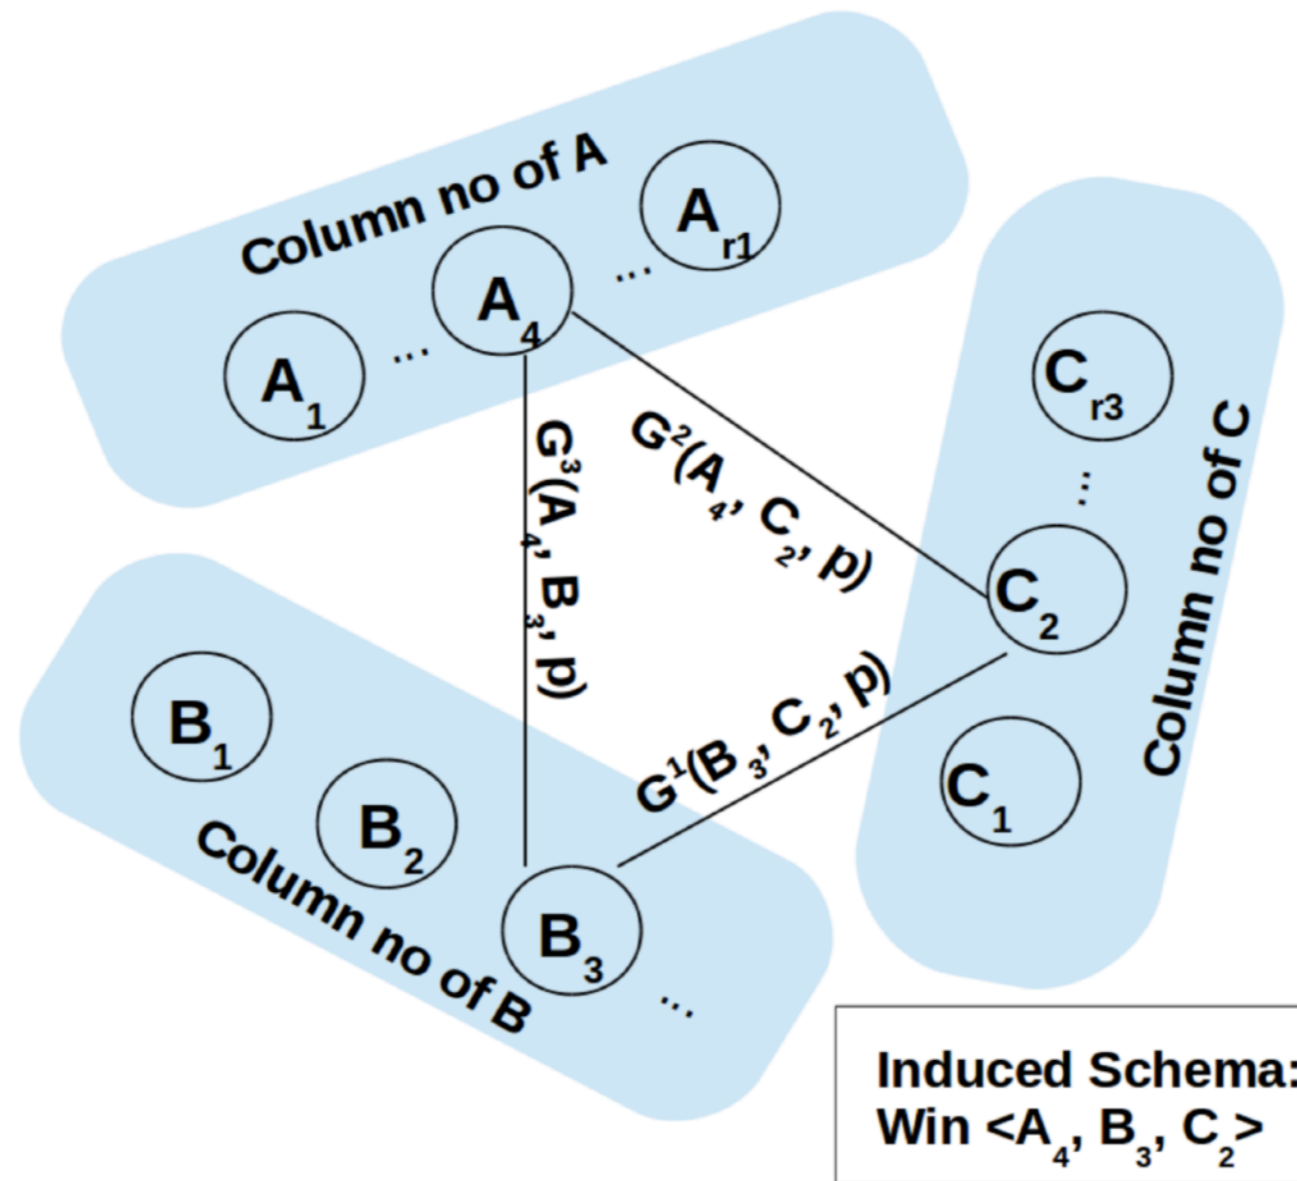 Column no of A
A1
...
A4
...
Ar1
G3(A4, B3, p)
G2(A4, C2, p)
G1(B3, C2, p)
Cr3
...
C2
C1
Column no of C
B1
B2
B3
...
Column no of B
Induced Schema:
Win <A4, B3, C2>